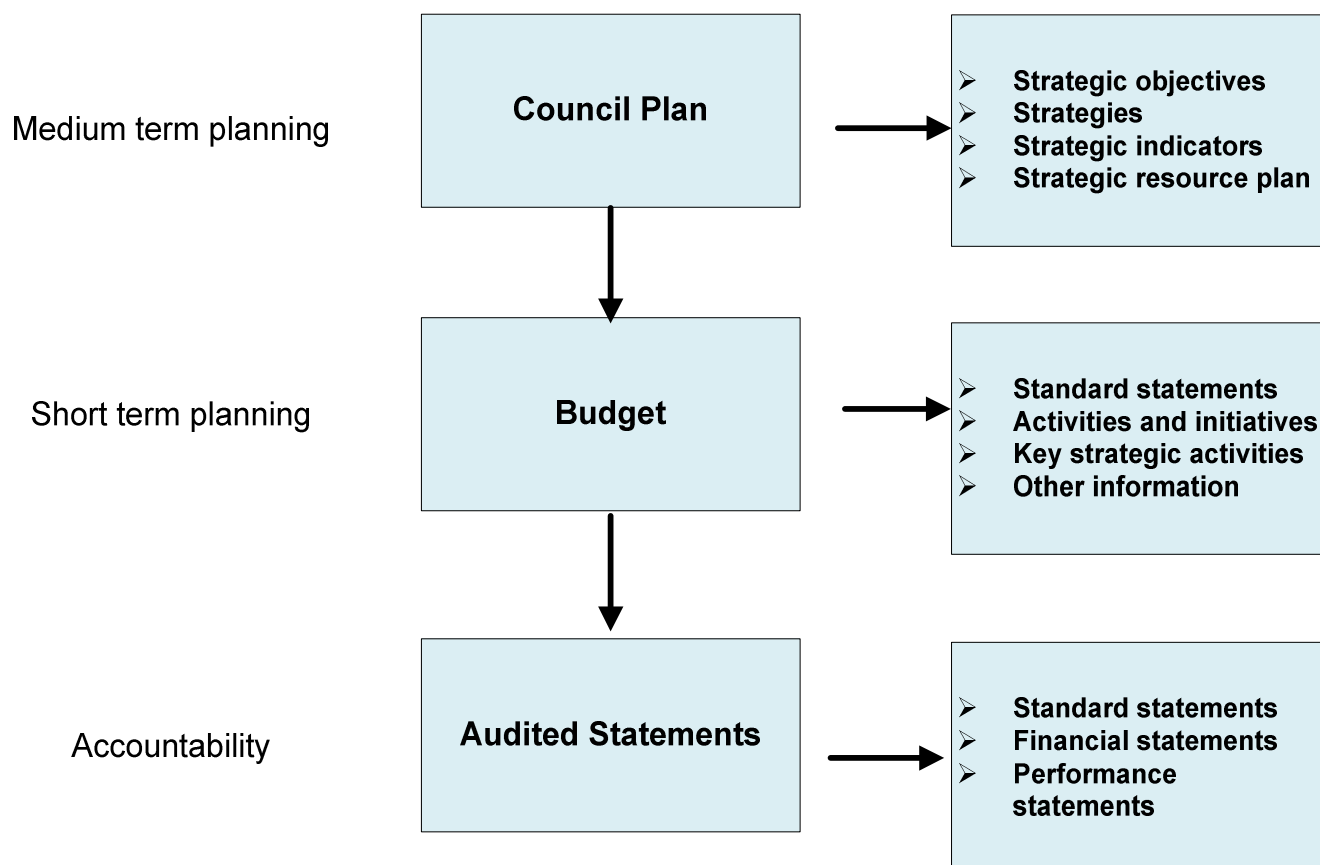 Medium term planning
Council Plan
➢ Strategic objectives
➢ Strategies
➢ Strategic indicators
➢ Strategic resource plan
Short term planning
Budget
➢ Standard statements
➢ Activities and initiatives
➢ Key strategic activities
➢ Other information
Accountability
Audited Statements
➢ Standard statements
➢ Financial statements
➢ Performance
statements